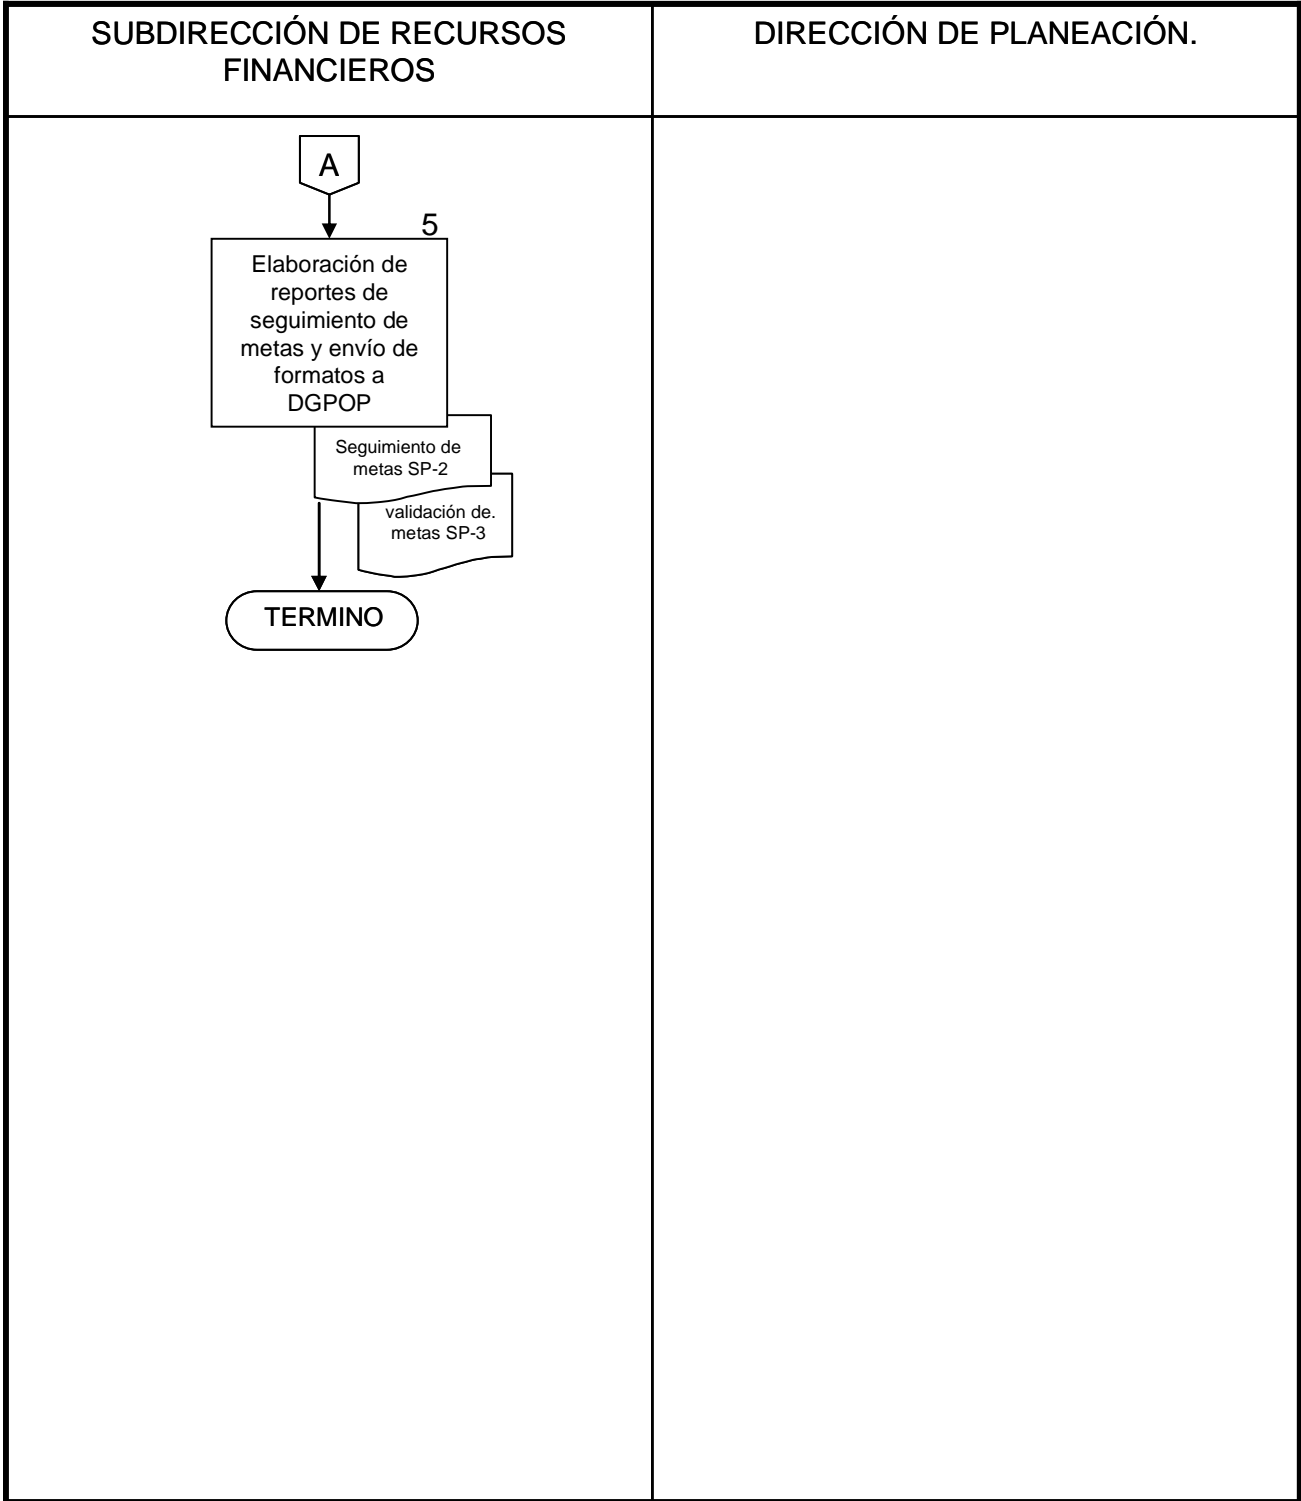 SUBDIRECCIÓN DE RECURSOS
FINANCIEROS
DIRECCIÓN DE PLANEACIÓN.
A
5
Elaboración de
reportes de
seguimiento de
metas y envío de
formatos a
DGPOP
Seguimiento de
metas SP-2
validación de.
metas SP-3
TERMINO